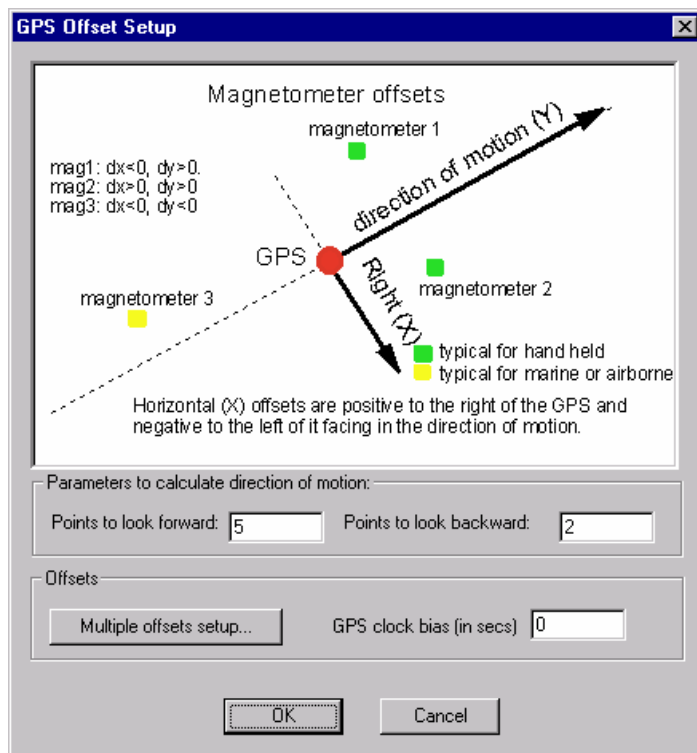 GPS Offset Setup
Magnetometer offsets
magnetometer 1
direction of motion (Y)
mag1: dx<0, dy>0.
mag2: dx>0, dy>0
mag3: dx<0, dy<0
GPS
Right (X)
magnetometer 2
magnetometer 3
typical for hand held
typical for marine or airborne
Horizontal (X) offsets are positive to the right of the GPS and
negative to the left of it facing in the direction of motion.
Parameters to calculate direction of motion:
Points to look forward: 5 Points to look backward: 2
Offsets
Multiple offsets setup... GPS clock bias (in secs) 0
OK Cancel